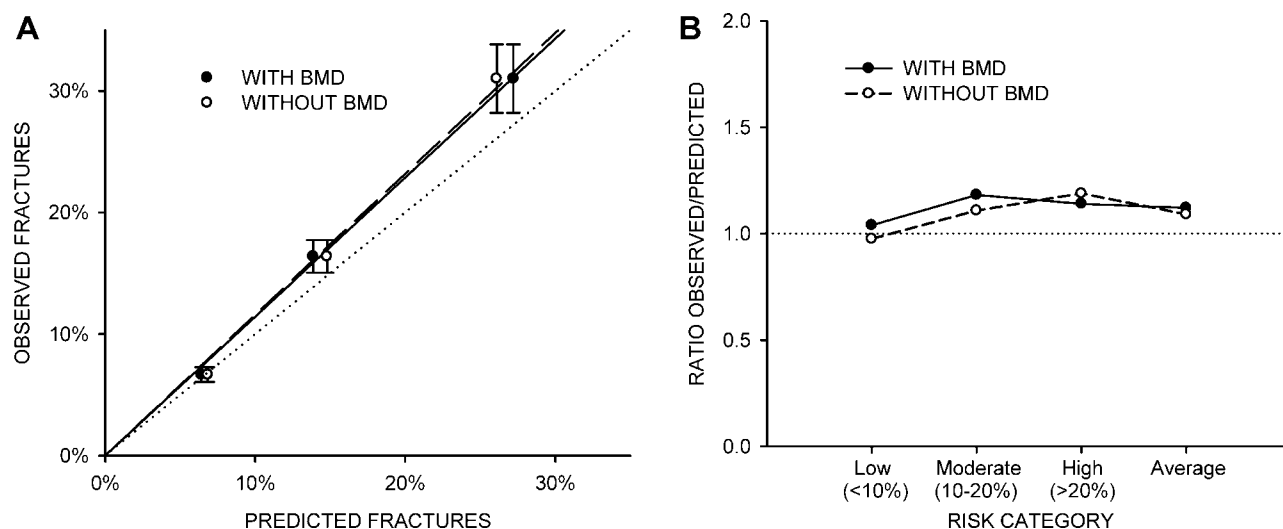 A
WITH BMD
WITHOUT BMD
OBSERVED FRACTURES
30%
20%
10%
0%
0%
10%
20%
30%
PREDICTED FRACTURES
B
WITH BMD
WITHOUT BMD
RATIO OBSERVED/PREDICTED
2.0
1.5
1.0
0.5
0.0
Low
(<10%)
Moderate
(10-20%)
High
(>20%)
Average
RISK CATEGORY